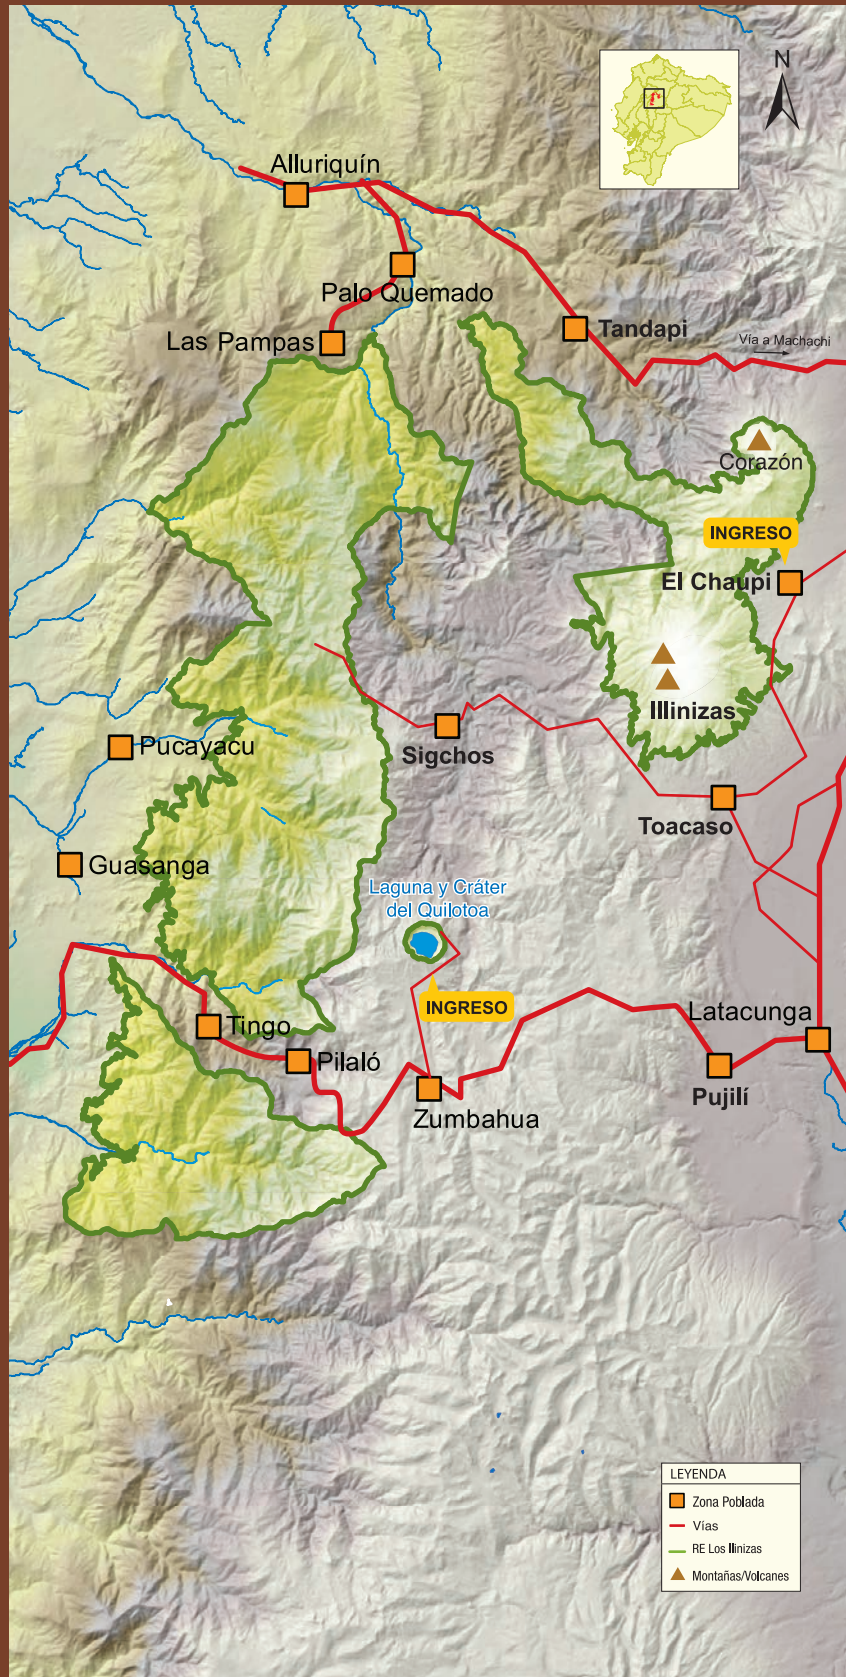 N
Alluriquín
Palo Quemado
Las Pampas
Tandapi
Vía a Machachi
Corazón
INGRESO
El Chaupi
Illinizas
Sigchos
Pucayacu
Toacaso
Guasanga
Laguna y Cráter
del Quilotoa
INGRESO
Latacunga
Tingo
Pilaló
Pujilí
Zumbahua
LEYENDA
Zona Poblada
Vías
RE Los Ilinizas
Montañas/Volcanes